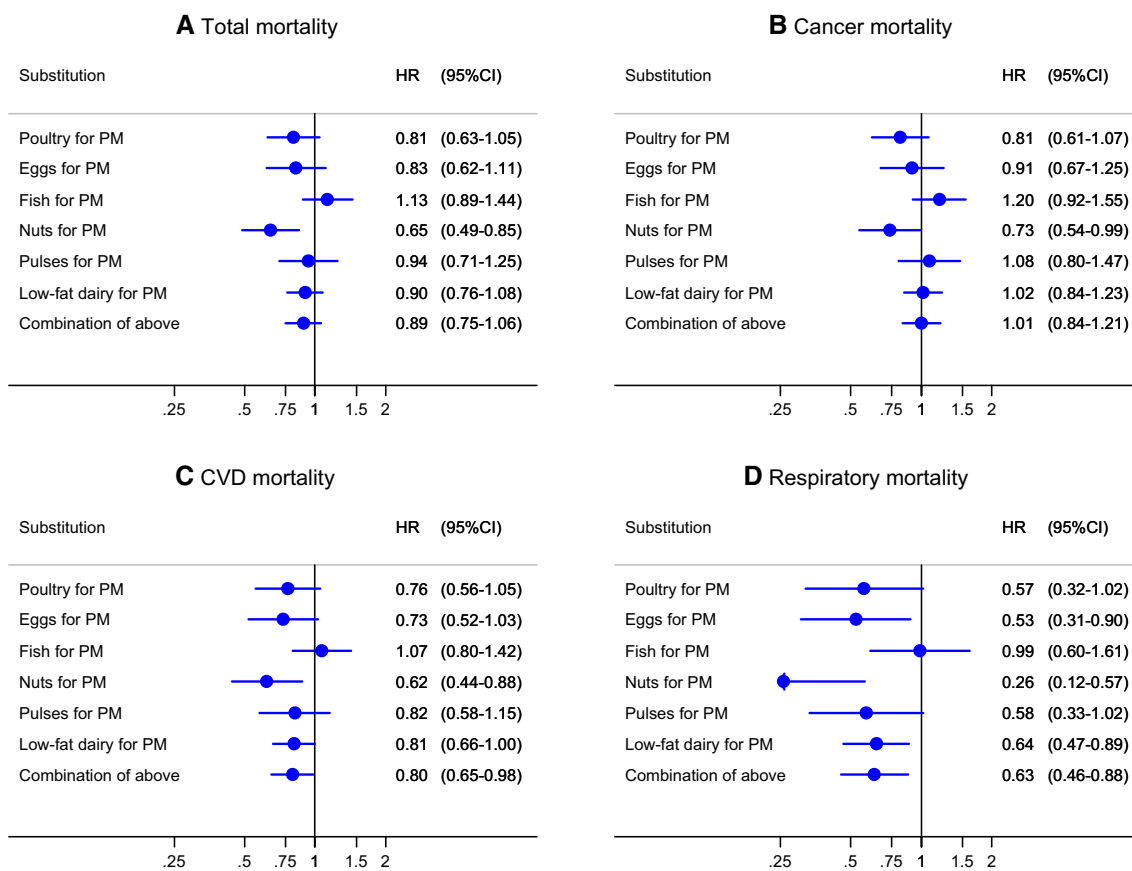 A Total mortality
Substitution HR (95%CI)
Poultry for PM 0.81 (0.63-1.05)
Eggs for PM 0.83 (0.62-1.11)
Fish for PM 1.13 (0.89-1.44)
Nuts for PM 0.65 (0.49-0.85)
Pulses for PM 0.94 (0.71-1.25)
Low-fat dairy for PM 0.90 (0.76-1.08)
Combination of above 0.89 (0.75-1.06)
.25 .5 .75 1 1.5 2
B Cancer mortality
Substitution HR (95%CI)
Poultry for PM 0.81 (0.61-1.07)
Eggs for PM 0.91 (0.67-1.25)
Fish for PM 1.20 (0.92-1.55)
Nuts for PM 0.73 (0.54-0.99)
Pulses for PM 1.08 (0.80-1.47)
Low-fat dairy for PM 1.02 (0.84-1.23)
Combination of above 1.01 (0.84-1.21)
.25 .5 .75 1 1.5 2
C CVD mortality
Substitution HR (95%CI)
Poultry for PM 0.76 (0.56-1.05)
Eggs for PM 0.73 (0.52-1.03)
Fish for PM 1.07 (0.80-1.42)
Nuts for PM 0.62 (0.44-0.88)
Pulses for PM 0.82 (0.58-1.15)
Low-fat dairy for PM 0.81 (0.66-1.00)
Combination of above 0.80 (0.65-0.98)
.25 .5 .75 1 1.5 2
D Respiratory mortality
Substitution HR (95%CI)
Poultry for PM 0.57 (0.32-1.02)
Eggs for PM 0.53 (0.31-0.90)
Fish for PM 0.99 (0.60-1.61)
Nuts for PM 0.26 (0.12-0.57)
Pulses for PM 0.58 (0.33-1.02)
Low-fat dairy for PM 0.64 (0.47-0.89)
Combination of above 0.63 (0.46-0.88)
.25 .5 .75 1 1.5 2